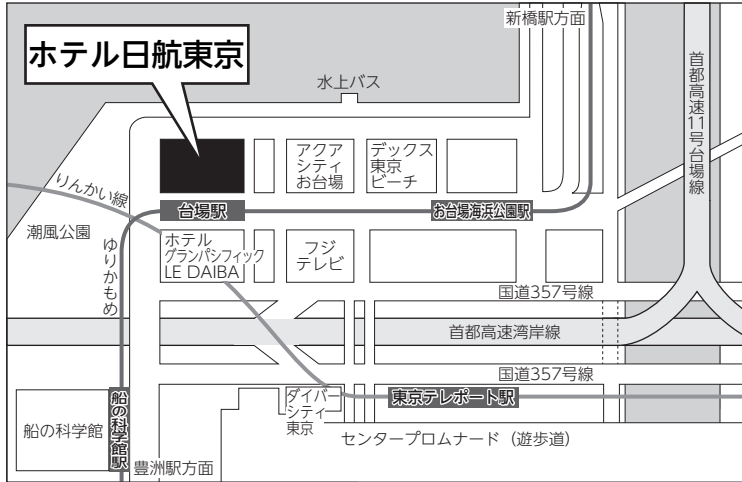 新橋駅方面
ホテル日航東京
水上バス
首都高速11号台場線
アクア
シティ
お台場
デックス
東京
ビーチ
りんかい線
台場駅
お台場海浜公園駅
潮風公園
ゆりかもめ
ホテル
グランパシフィック
LE DAIBA
フジ
テレビ
国道357号線
首都高速湾岸線
国道357号線
船の科学館
船の科学館駅
ダイバー
シティ
東京
東京テレポート駅
センタープロムナード（遊歩道）
豊洲駅方面